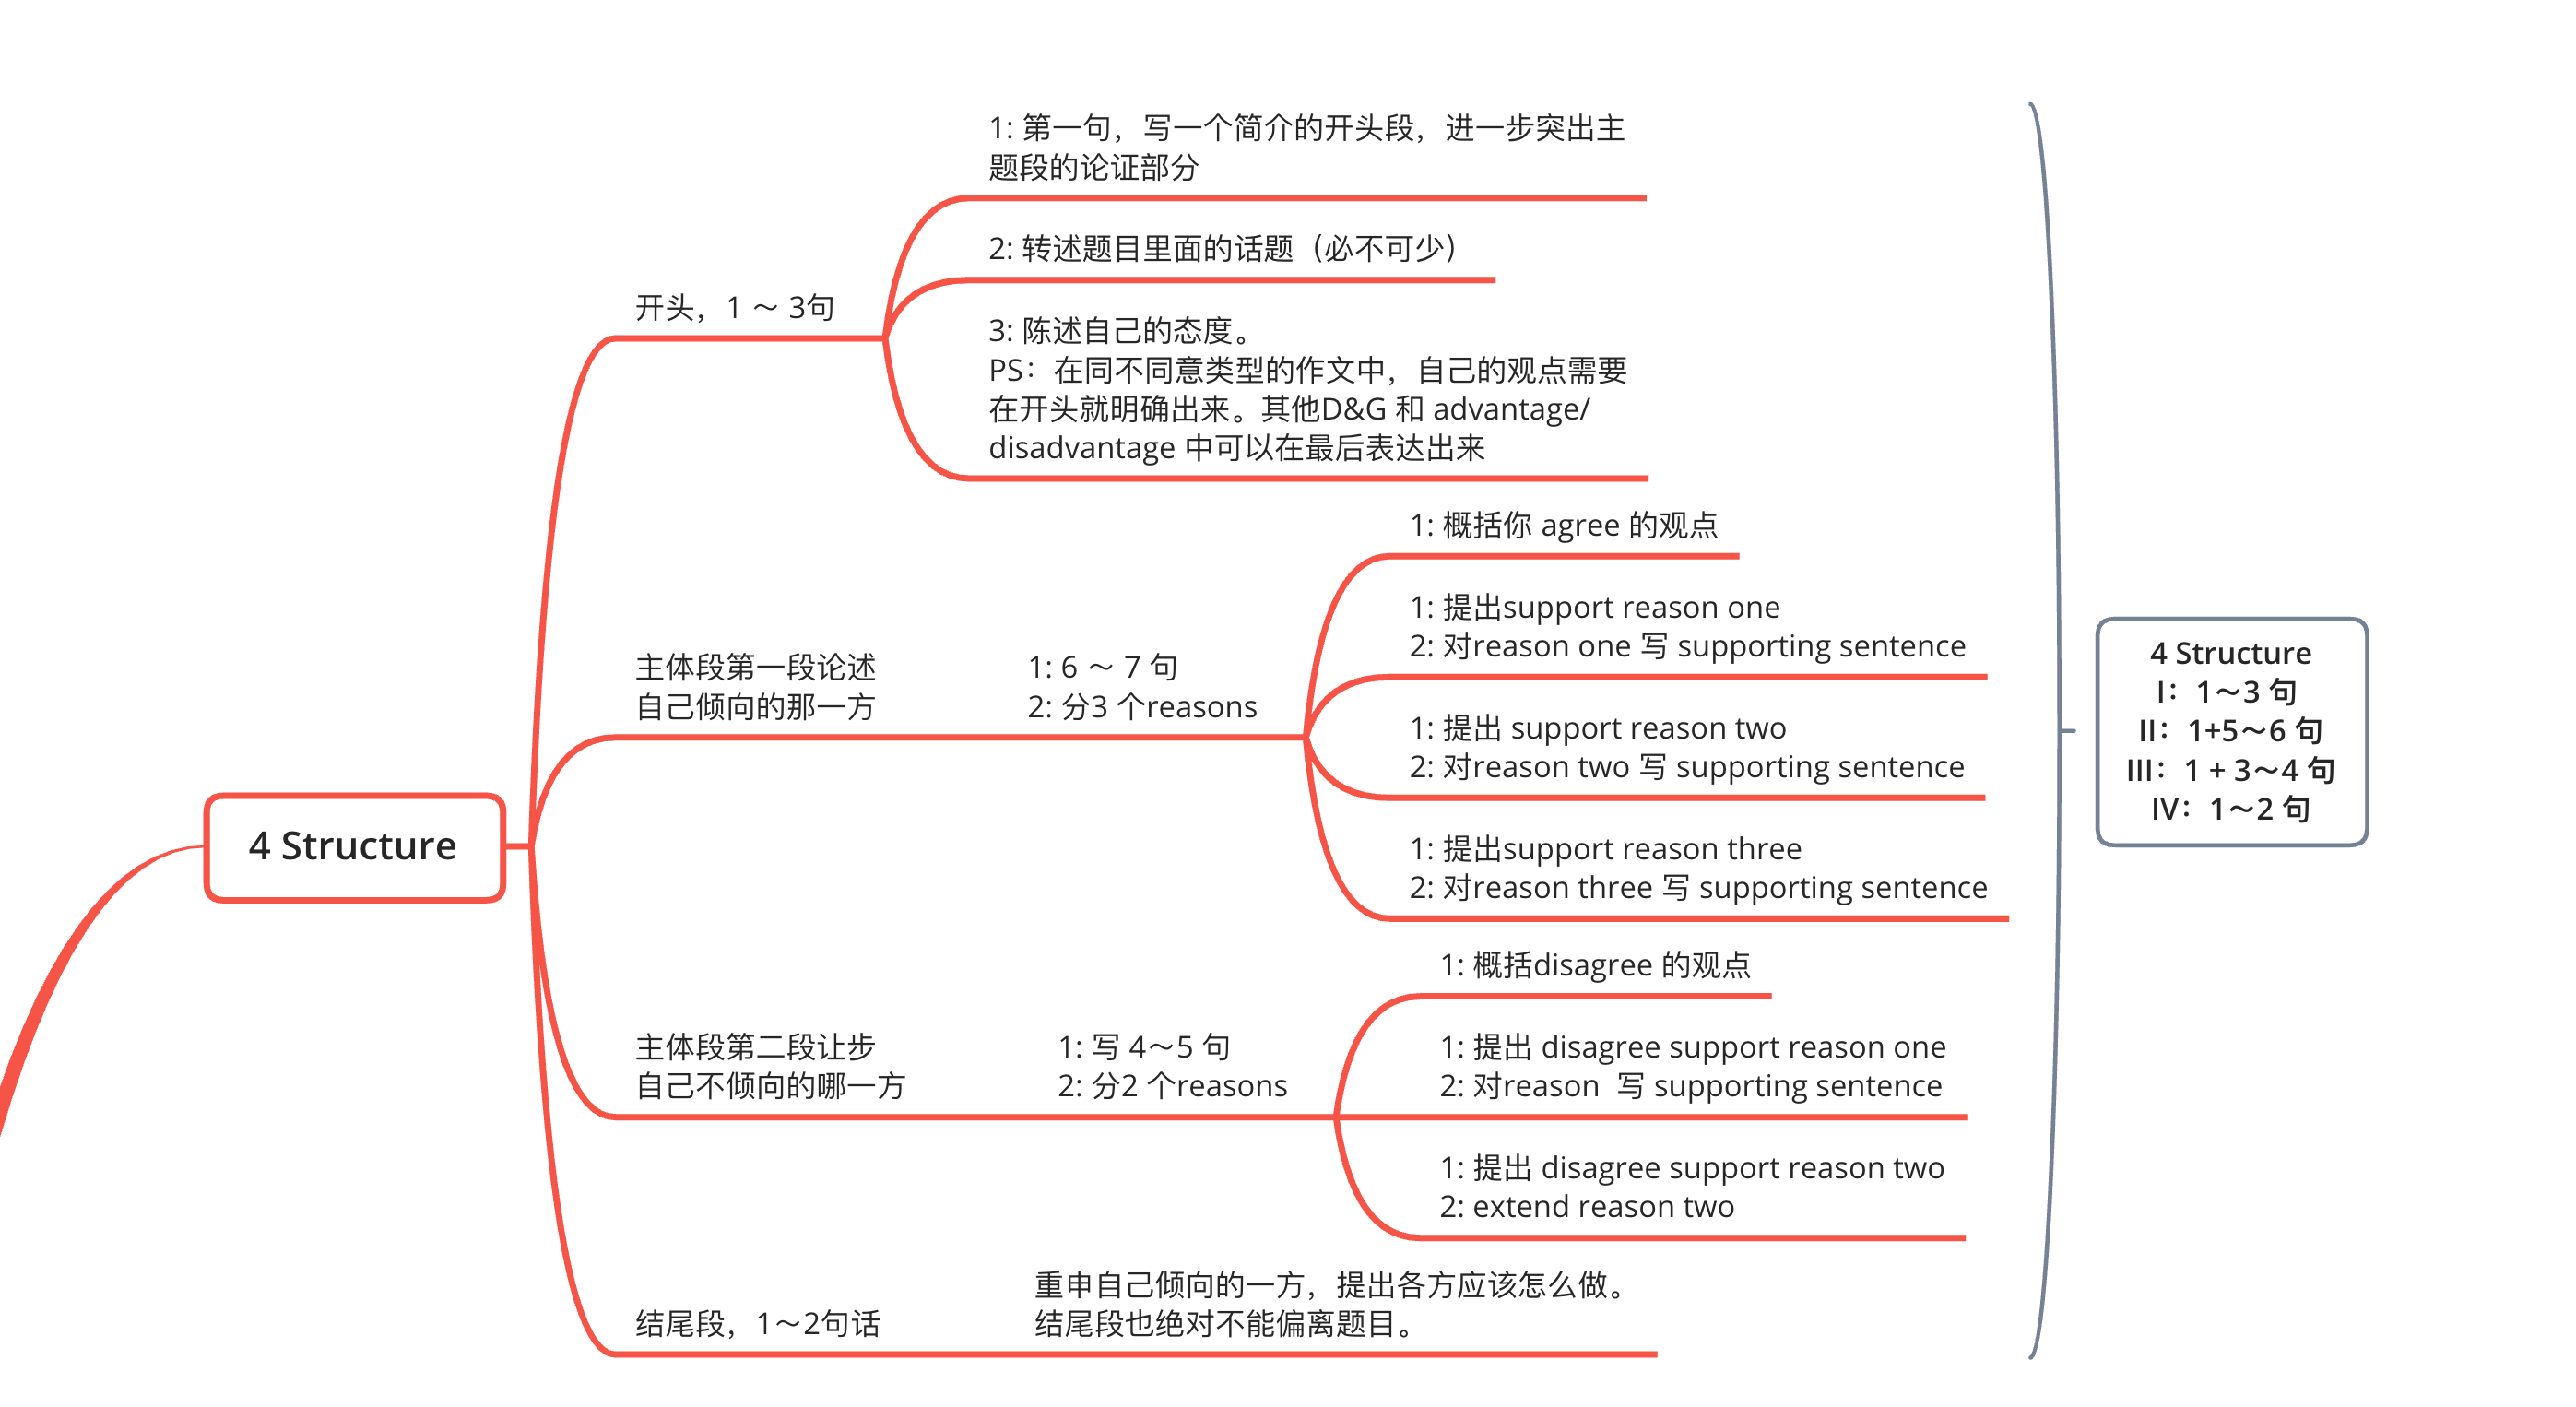 1: 第一句，写一个简介的开头段，进一步突出主
题段的论证部分
2: 转述题目里面的话题（必不可少）
开头，1 ～ 3句
3: 陈述自己的态度。
PS：在同不同意类型的作文中，自己的观点需要
在开头就明确出来。其他D&G 和 advantage/
disadvantage 中可以在最后表达出来
1: 概括你 agree 的观点
1: 提出support reason one
2: 对reason one 写 supporting sentence
主体段第一段论述
自己倾向的那一方
1: 6 ～ 7 句
2: 分3 个reasons
1: 提出 support reason two
2: 对reason two 写 supporting sentence
1: 提出support reason three
2: 对reason three 写 supporting sentence
4 Structure
1: 概括disagree 的观点
主体段第二段让步
自己不倾向的哪一方
1: 写 4～5 句
2: 分2 个reasons
1: 提出 disagree support reason one
2: 对reason  写 supporting sentence
1: 提出 disagree support reason two
2: extend reason two
结尾段，1～2句话
重申自己倾向的一方，提出各方应该怎么做。
结尾段也绝对不能偏离题目。
4 Structure
I：1～3 句
II：1+5～6 句
III：1 + 3～4 句
IV：1～2 句